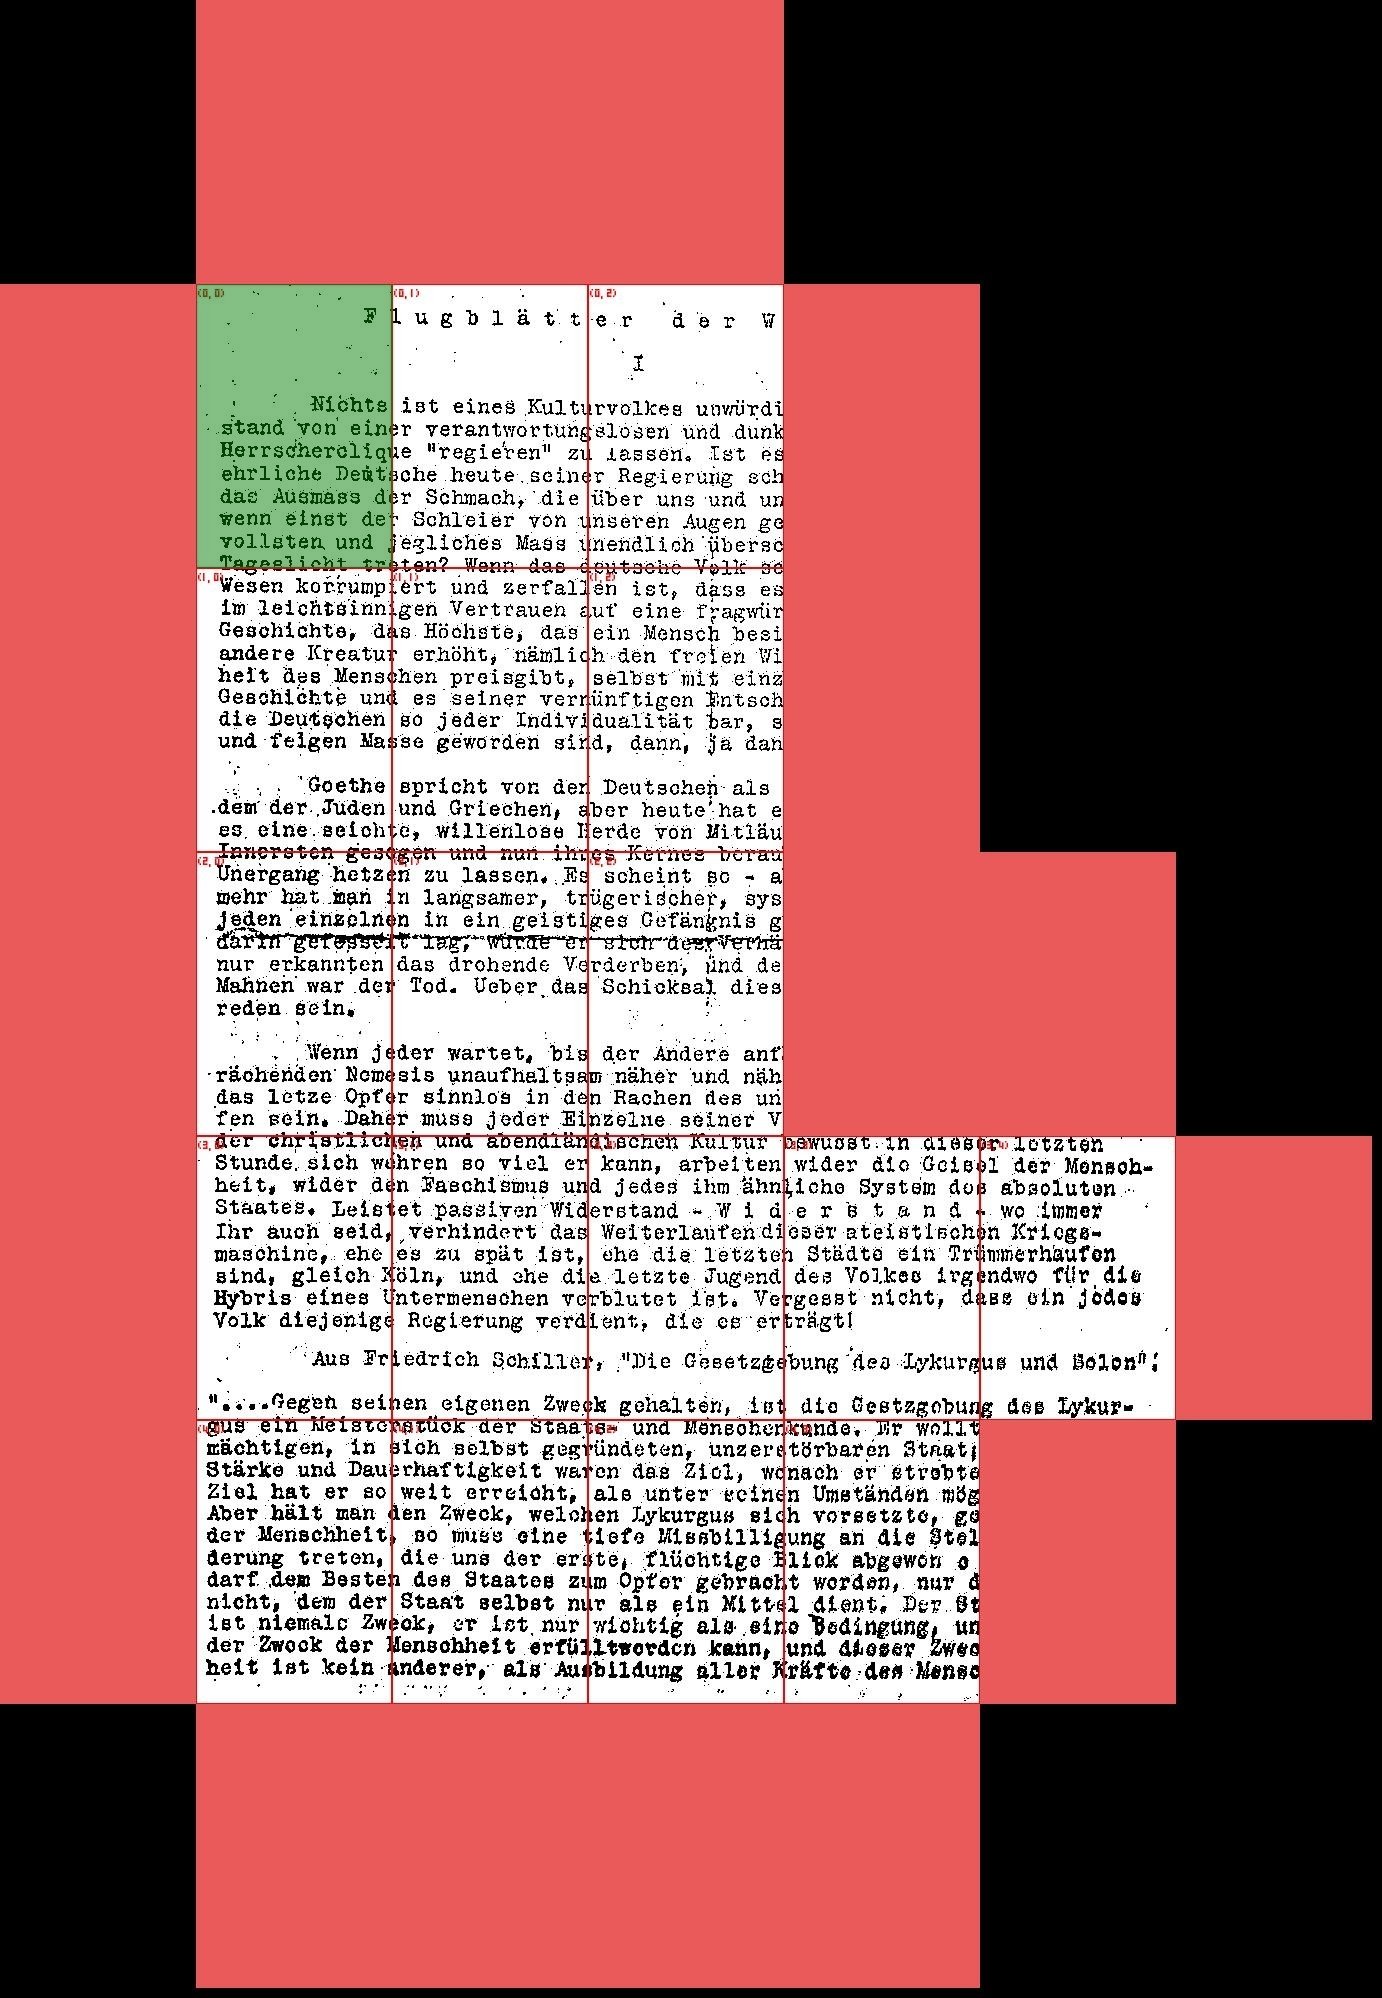 Flugblätter der W
I
Nichts ist eines Kulturvolkes unwürdi
stand von einer verantwortungslosen und dunk
Herrscherclique "regieren" zu lassen. Ist es
ehrliche Deutsche heute seiner Regierung sch
das Ausmass der Schmach, die über uns und un
wenn einst der Schleier von unseren Augen ge
vollsten und jegliches Mass unendlich übersc
Tageslicht treten? Wenn das deutsche Volk so
Wesen korrumpiert und zerfallen ist, dass es
im leichtsinnigen Vertrauen auf eine fragwür
Geschichte, das Höchste, das ein Mensch besi
andere Kreatur erhöht, nämlich den freien Wi
heit des Menschen preisgibt, selbst mit einz
Geschichte und es seiner vernünftigen Entsch
die Deutschen so jeder Individualität bar, s
und feigen Masse geworden sind, dann, ja dan
Goethe spricht von den Deutschen als
dem der Juden und Griechen, aber heute hat e
es eine seichte, willenlose Herde von Mitläu
Innersten gesogen und nun ihres Kernes berau
Unergang hetzen zu lassen. Es scheint so - a
mehr hat man in langsamer, trügerischer, sys
jeden einzelnen in ein geistiges Gefängnis g
darin gefesselt lag, wurde er sich des Verhä
nur erkannten das drohende Verderben, und de
Mahnen war der Tod. Ueber das Schicksal dies
reden sein.
Wenn jeder wartet, bis der Andere anf
rächenden Nemesis unaufhaltsam näher und näh
das letze Opfer sinnlos in den Rachen des un
fen sein. Daher muss jeder Einzelne seiner V
der christlichen und abendländischen Kultur bewusst in dieser letzten
Stunde sich wehren so viel er kann, arbeiten wider die Geisel der Mensch-
heit, wider den Faschismus und jedes ihm ähnliche System des absoluten
Staates. Leistet passiven Widerstand - W i d e r s t a n d - wo immer
Ihr auch seid, verhindert das Weiterlaufen dieser ateistischen Kriegs-
maschine, ehe es zu spät ist, ehe die letzten Städte ein Trümmerhaufen
sind, gleich Köln, und ehe die letzte Jugend des Volkes irgendwo für die
Hybris eines Untermenschen verblutet ist. Vergesst nicht, dass ein jedes
Volk diejenige Regierung verdient, die es erträgt!
Aus Friedrich Schiller, "Die Gesetzgebung des Lykurgus und Solon":
"....Gegen seinen eigenen Zweck gehalten, ist die Gestzgebung des Lykur-
gus ein Meisterstück der Staats- und Menschenkunde. Er wollt
mächtigen, in sich selbst gegründeten, unzerstörbaren Staat;
Stärke und Dauerhaftigkeit waren das Ziel, wonach er strebte
Ziel hat er so weit erreicht, als unter seinen Umständen mög
Aber hält man den Zweck, welchen Lykurgus sich vorsetzte, ge
der Menschheit, so muss eine tiefe Missbilligung an die Stel
derung treten, die uns der erste, flüchtige Blick abgewon e
darf dem Besten des Staates zum Opfer gebracht werden, nur d
nicht, dem der Staat selbst nur als ein Mittel dient. Der St
ist niemals Zweck, er ist nur wichtig als eine Bedingung, un
der Zweck der Menschheit erfülltwerden kann, und dieser Zwec
heit ist kein anderer, als Ausbildung aller Kräfte des Mensc